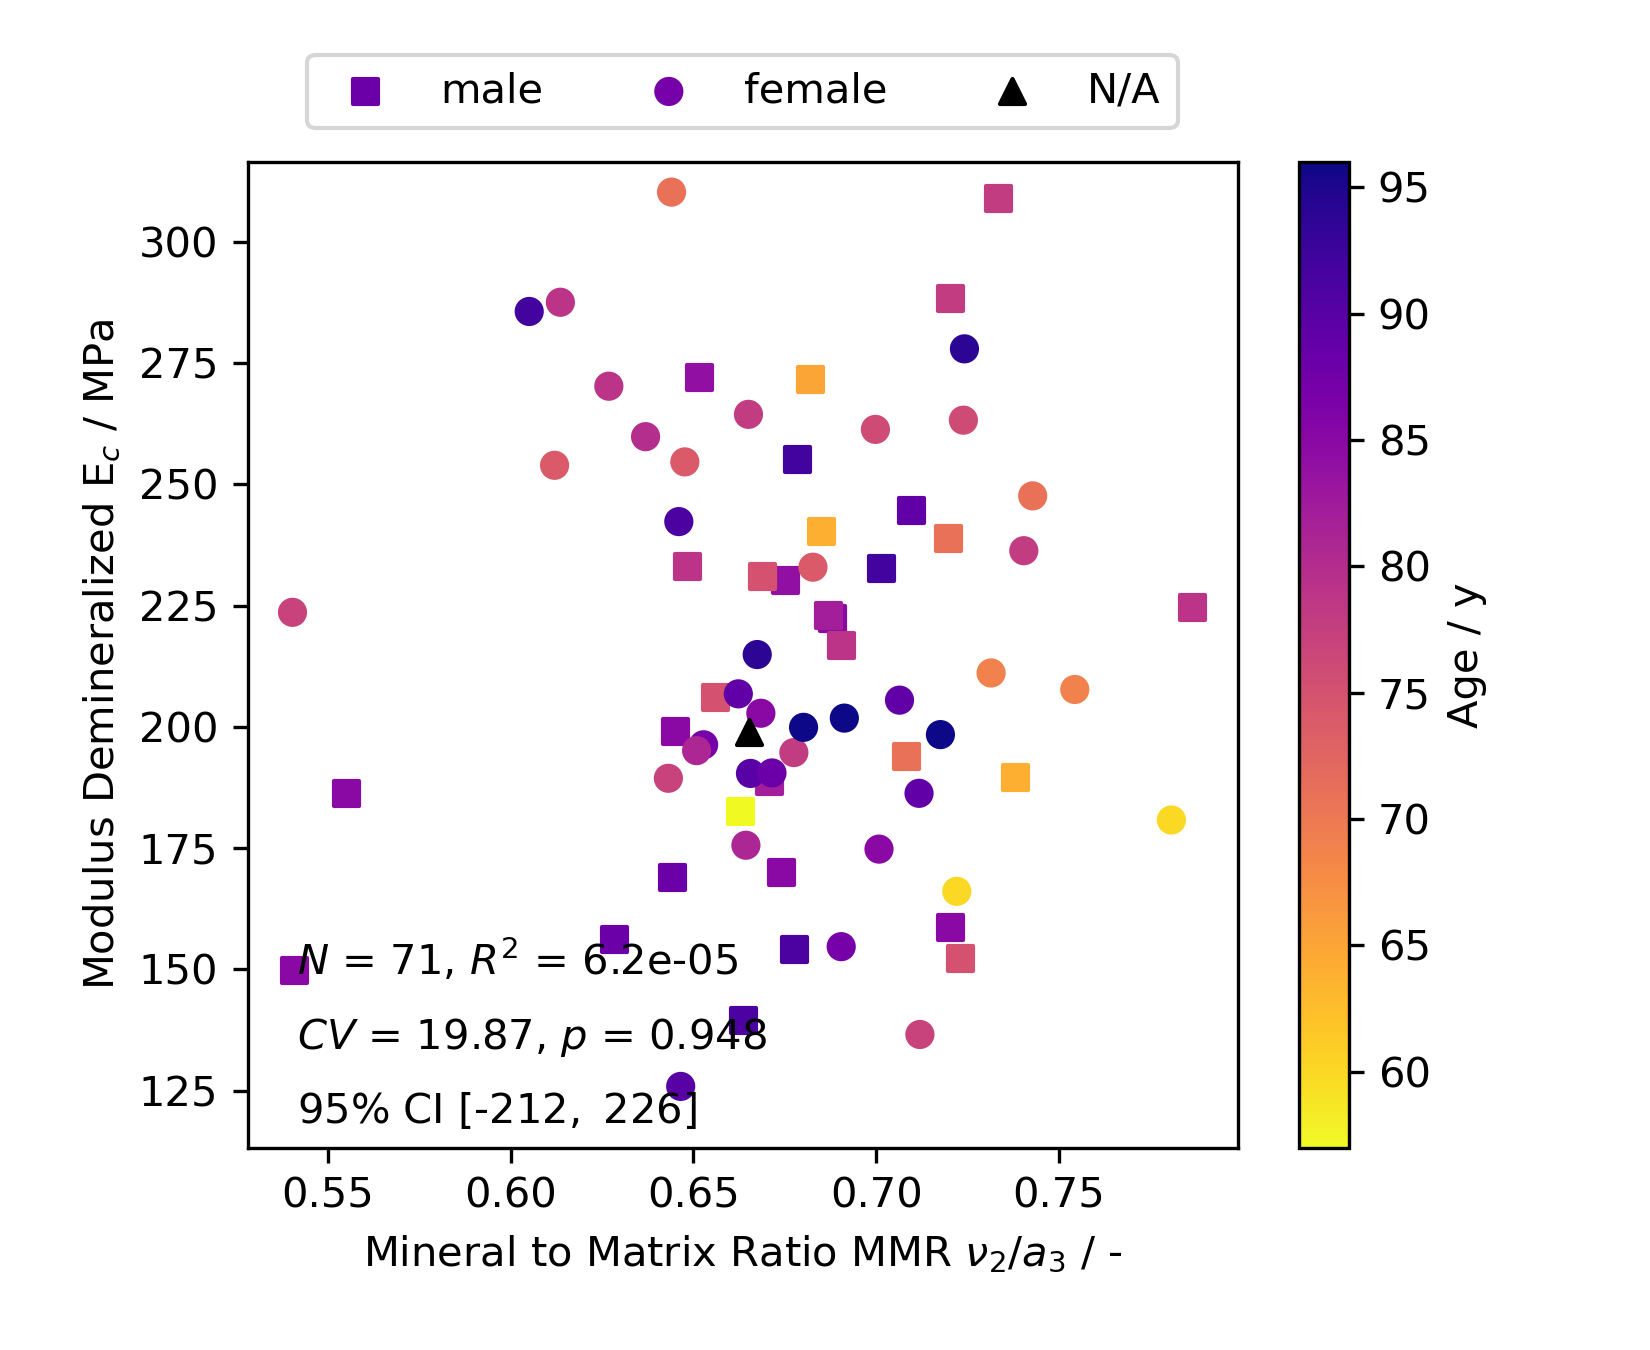 male female N/A
300
275
250
225
200
175
150
125
Modulus Demineralized E_c / MPa
N = 71, R² = 6.2e-05
CV = 19.87, p = 0.948
95% CI [-212, 226]
0.55 0.60 0.65 0.70 0.75
Mineral to Matrix Ratio MMR ν₂/a₃ / -
95
90
85
80
75
70
65
60
Age / y